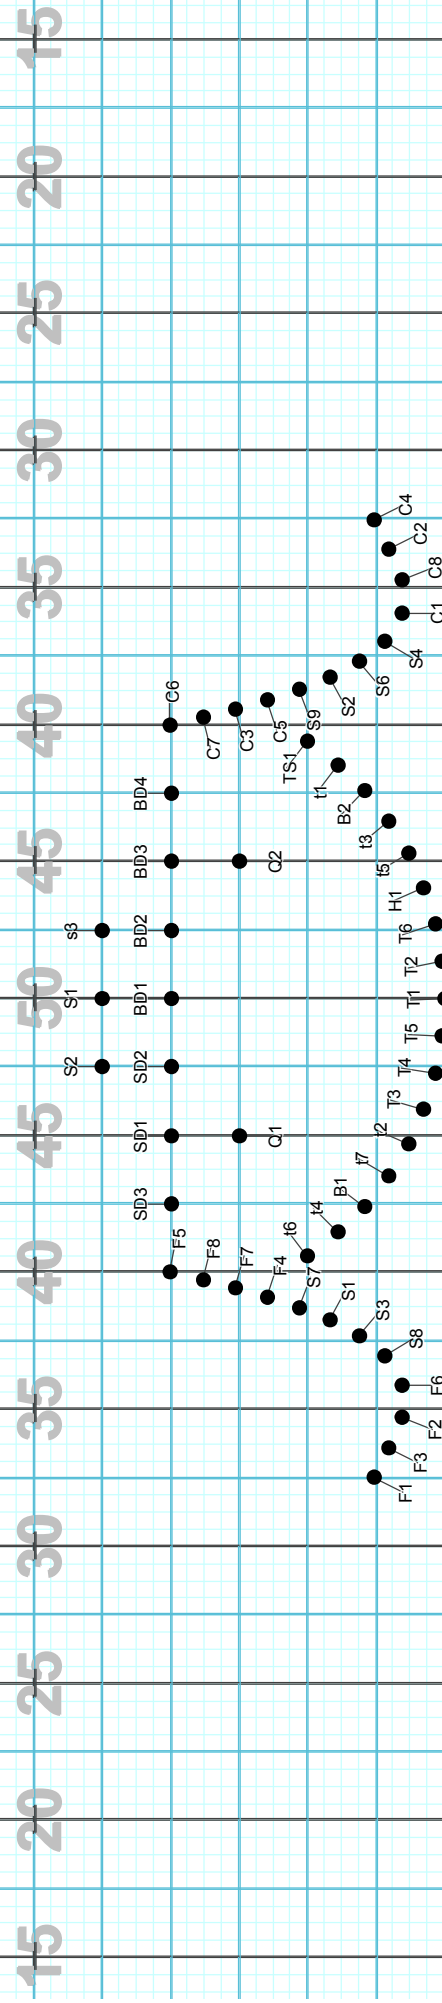 15
20
25
30
C4
C2
35
C8
C1
S4
S6
C6
S2
S9
C5
C3
C7
40
TS1
BD4
t1
B2
t3
45
BD3
Q2
t5
H1
s3
BD2
T6
T2
50
S1
BD1
T1
T5
S2
SD2
T4
T3
t2
45
SD1
Q1
t7
B1
SD3
t4
t6
F5
F8
F7
F4
40
S7
S1
S3
S8
F6
35
F2
F3
F1
30
25
20
15